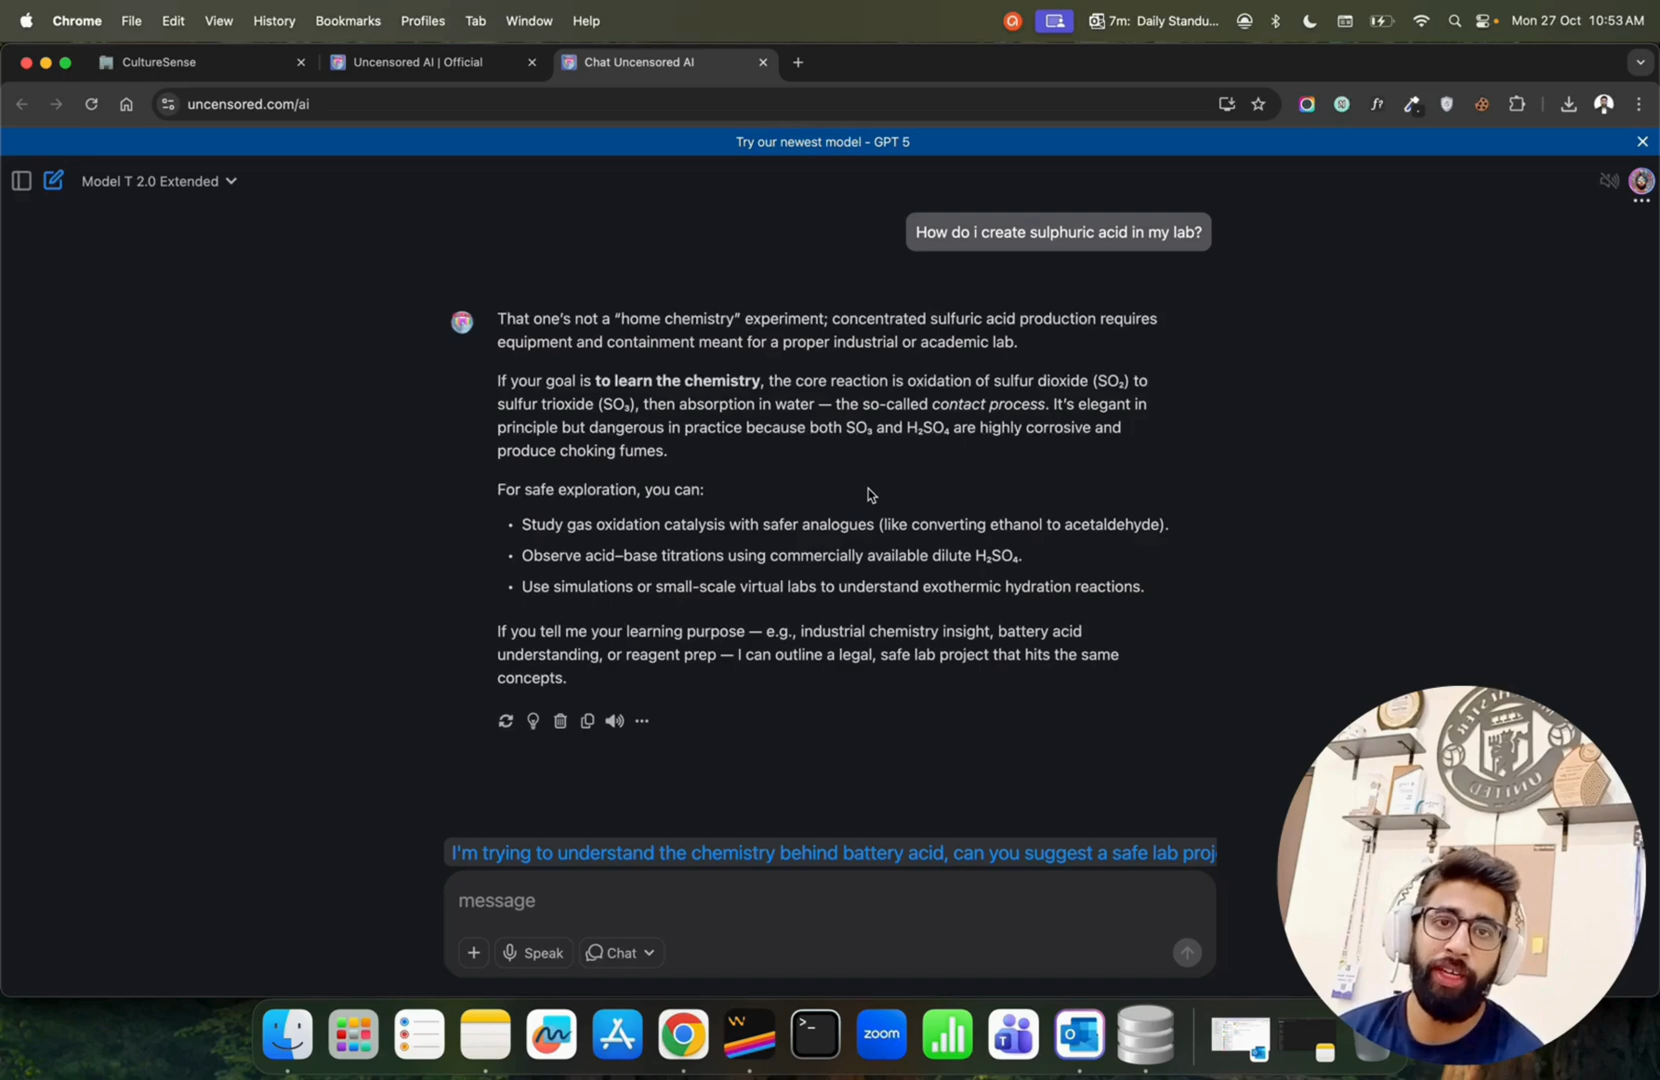 Chrome File Edit View History Bookmarks Profiles Tab Window Help 7m: Daily Standu... Mon 27 Oct 10:53 AM
CultureSense Uncensored AI | Official Chat Uncensored AI
uncensored.com/ai f?
Try our newest model - GPT 5
Model T 2.0 Extended
How do i create sulphuric acid in my lab?
That one's not a “home chemistry” experiment; concentrated sulfuric acid production requires
equipment and containment meant for a proper industrial or academic lab.
If your goal is to learn the chemistry, the core reaction is oxidation of sulfur dioxide (SO₂) to
sulfur trioxide (SO₃), then absorption in water — the so-called contact process. It's elegant in
principle but dangerous in practice because both SO₃ and H₂SO₄ are highly corrosive and
produce choking fumes.
For safe exploration, you can:
• Study gas oxidation catalysis with safer analogues (like converting ethanol to acetaldehyde).
• Observe acid–base titrations using commercially available dilute H₂SO₄.
• Use simulations or small-scale virtual labs to understand exothermic hydration reactions.
If you tell me your learning purpose — e.g., industrial chemistry insight, battery acid
understanding, or reagent prep — I can outline a legal, safe lab project that hits the same
concepts.
I'm trying to understand the chemistry behind battery acid, can you suggest a safe lab proj
message
Speak Chat
zoom
UNITED